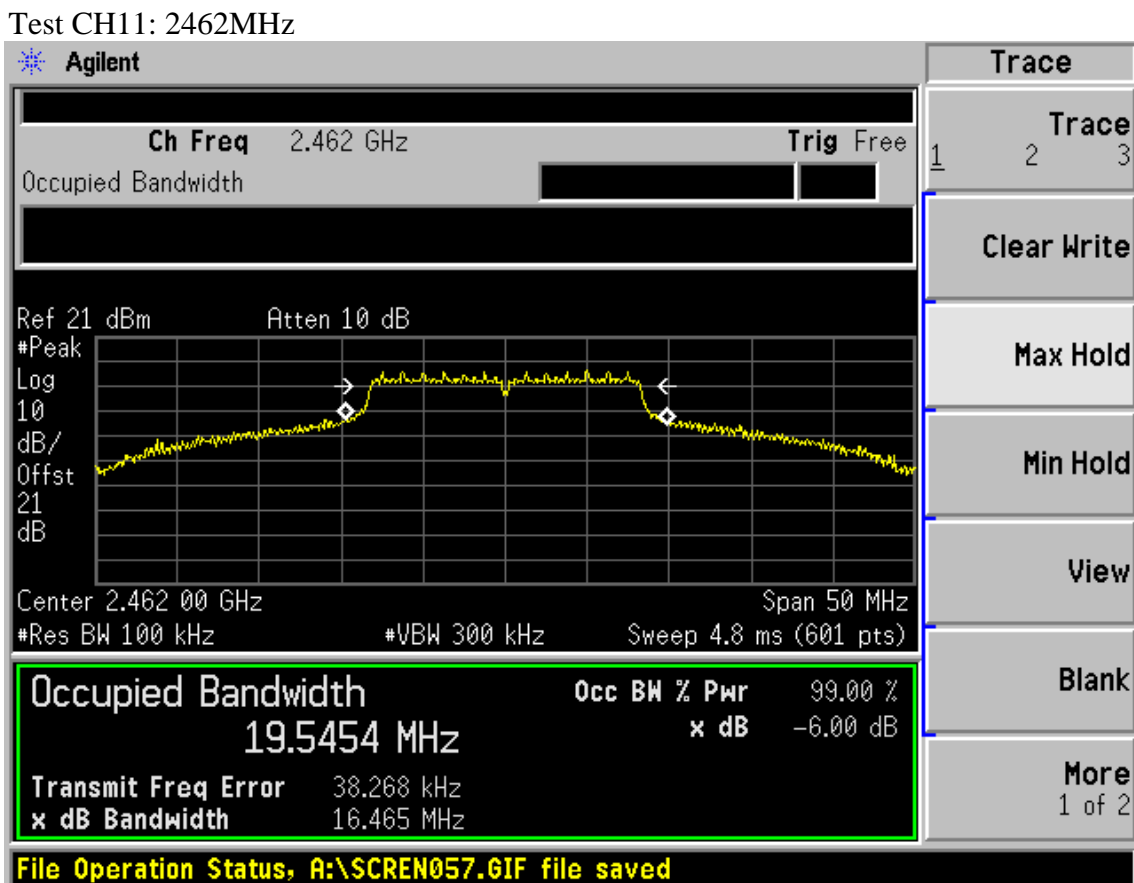 Test CH11: 2462MHz
Agilent
Trace
Ch Freq 2.462 GHz Trig Free
Occupied Bandwidth
Trace
1 2 3
Clear Write
Max Hold
Min Hold
View
Blank
More
1 of 2
Ref 21 dBm Atten 10 dB
#Peak
Log
10
dB/
Offst
21
dB
Center 2.462 00 GHz Span 50 MHz
#Res BW 100 kHz #VBW 300 kHz Sweep 4.8 ms (601 pts)
Occupied Bandwidth Occ BW % Pwr 99.00 %
19.5454 MHz x dB -6.00 dB
Transmit Freq Error 38.268 kHz
x dB Bandwidth 16.465 MHz
File Operation Status, A:\SCREN057.GIF file saved